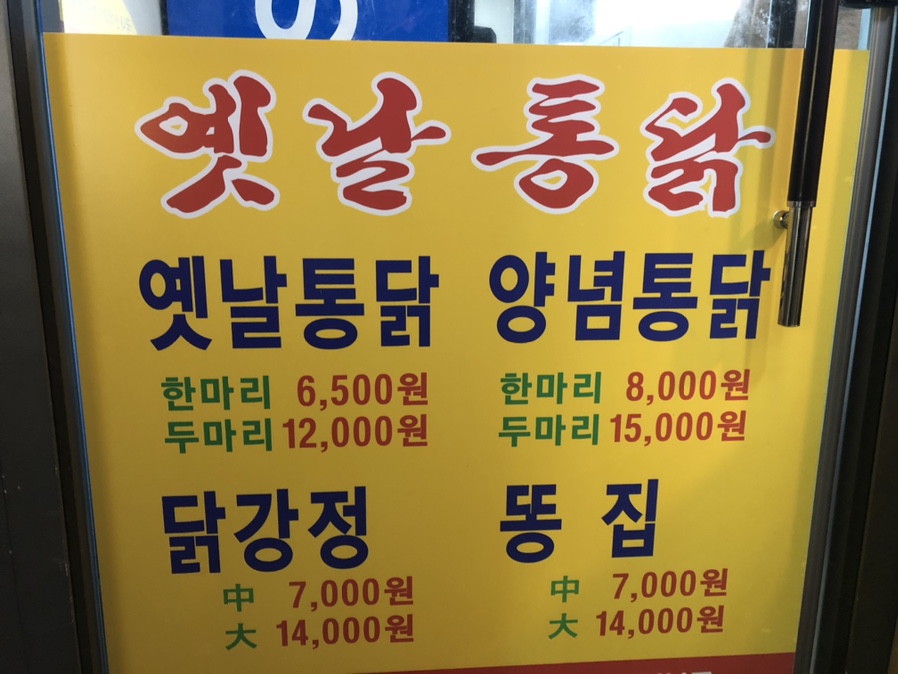 옛날통닭
옛날통닭
한마리 6,500원
두마리 12,000원
양념통닭
한마리 8,000원
두마리 15,000원
닭강정
中 7,000원
大 14,000원
똥집
中 7,000원
大 14,000원